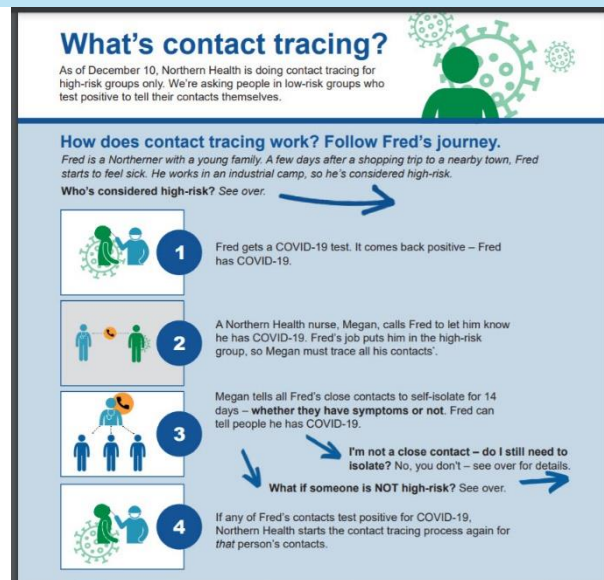 What's contact tracing?
As of December 10, Northern Health is doing contact tracing for
high-risk groups only. We're asking people in low-risk groups who
test positive to tell their contacts themselves.
How does contact tracing work? Follow Fred's journey.
Fred is a Northerner with a young family. A few days after a shopping trip to a nearby town, Fred
starts to feel sick. He works in an industrial camp, so he's considered high-risk.
Who's considered high-risk? See over.
1
Fred gets a COVID-19 test. It comes back positive – Fred
has COVID-19.
2
A Northern Health nurse, Megan, calls Fred to let him know
he has COVID-19. Fred's job puts him in the high-risk
group, so Megan must trace all his contacts'.
3
Megan tells all Fred's close contacts to self-isolate for 14
days – whether they have symptoms or not. Fred can
tell people he has COVID-19.
I'm not a close contact – do I still need to
isolate? No, you don't – see over for details.
What if someone is NOT high-risk? See over.
4
If any of Fred's contacts test positive for COVID-19,
Northern Health starts the contact tracing process again for
that person's contacts.